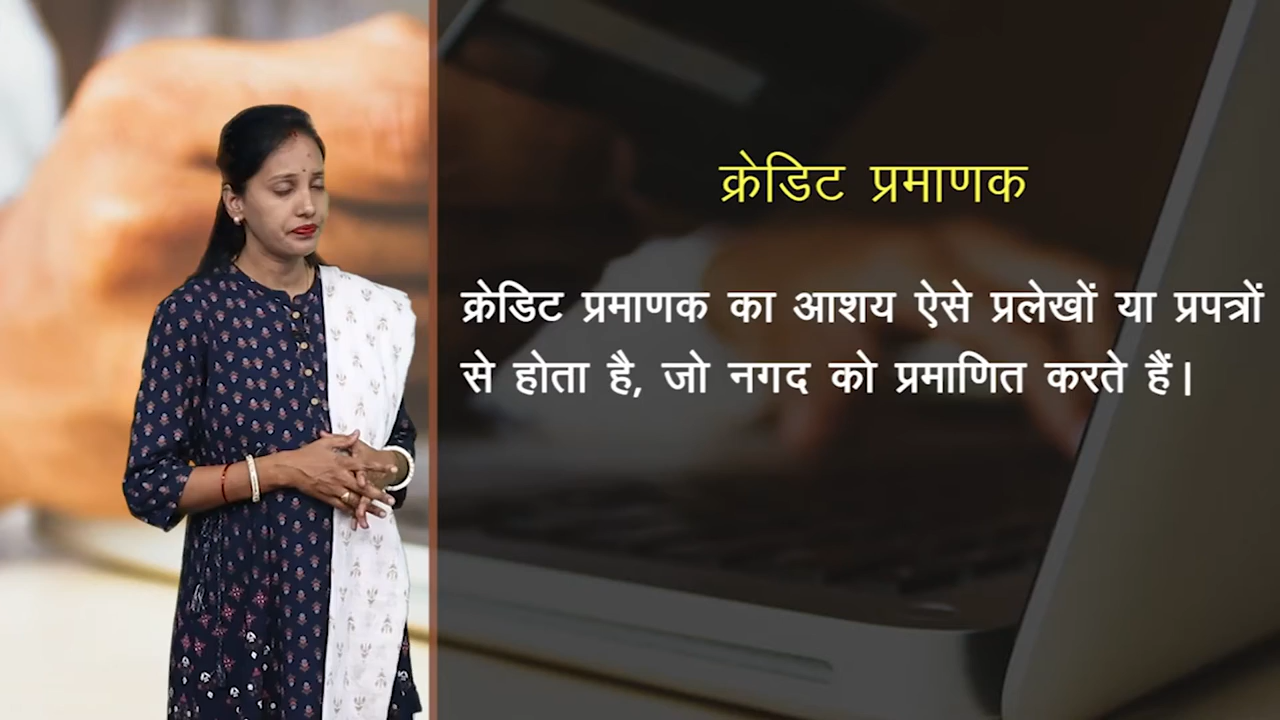 क्रेडिट प्रमाणक
क्रेडिट प्रमाणक का आशय ऐसे प्रलेखों या प्रपत्रों
से होता है, जो नगद को प्रमाणित करते हैं।